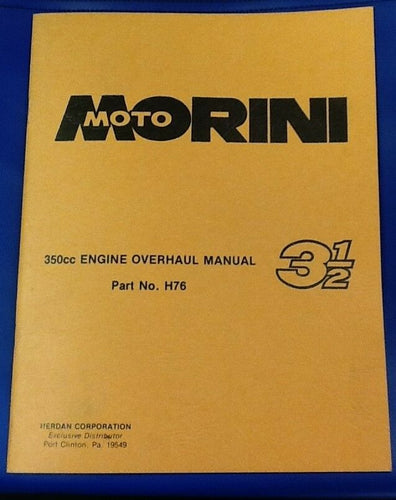 MOTO MORINI
350cc ENGINE OVERHAUL MANUAL
Part No. H76
3 1/2
HERDAN CORPORATION
Exclusive Distributor
Port Clinton, Pa. 19549